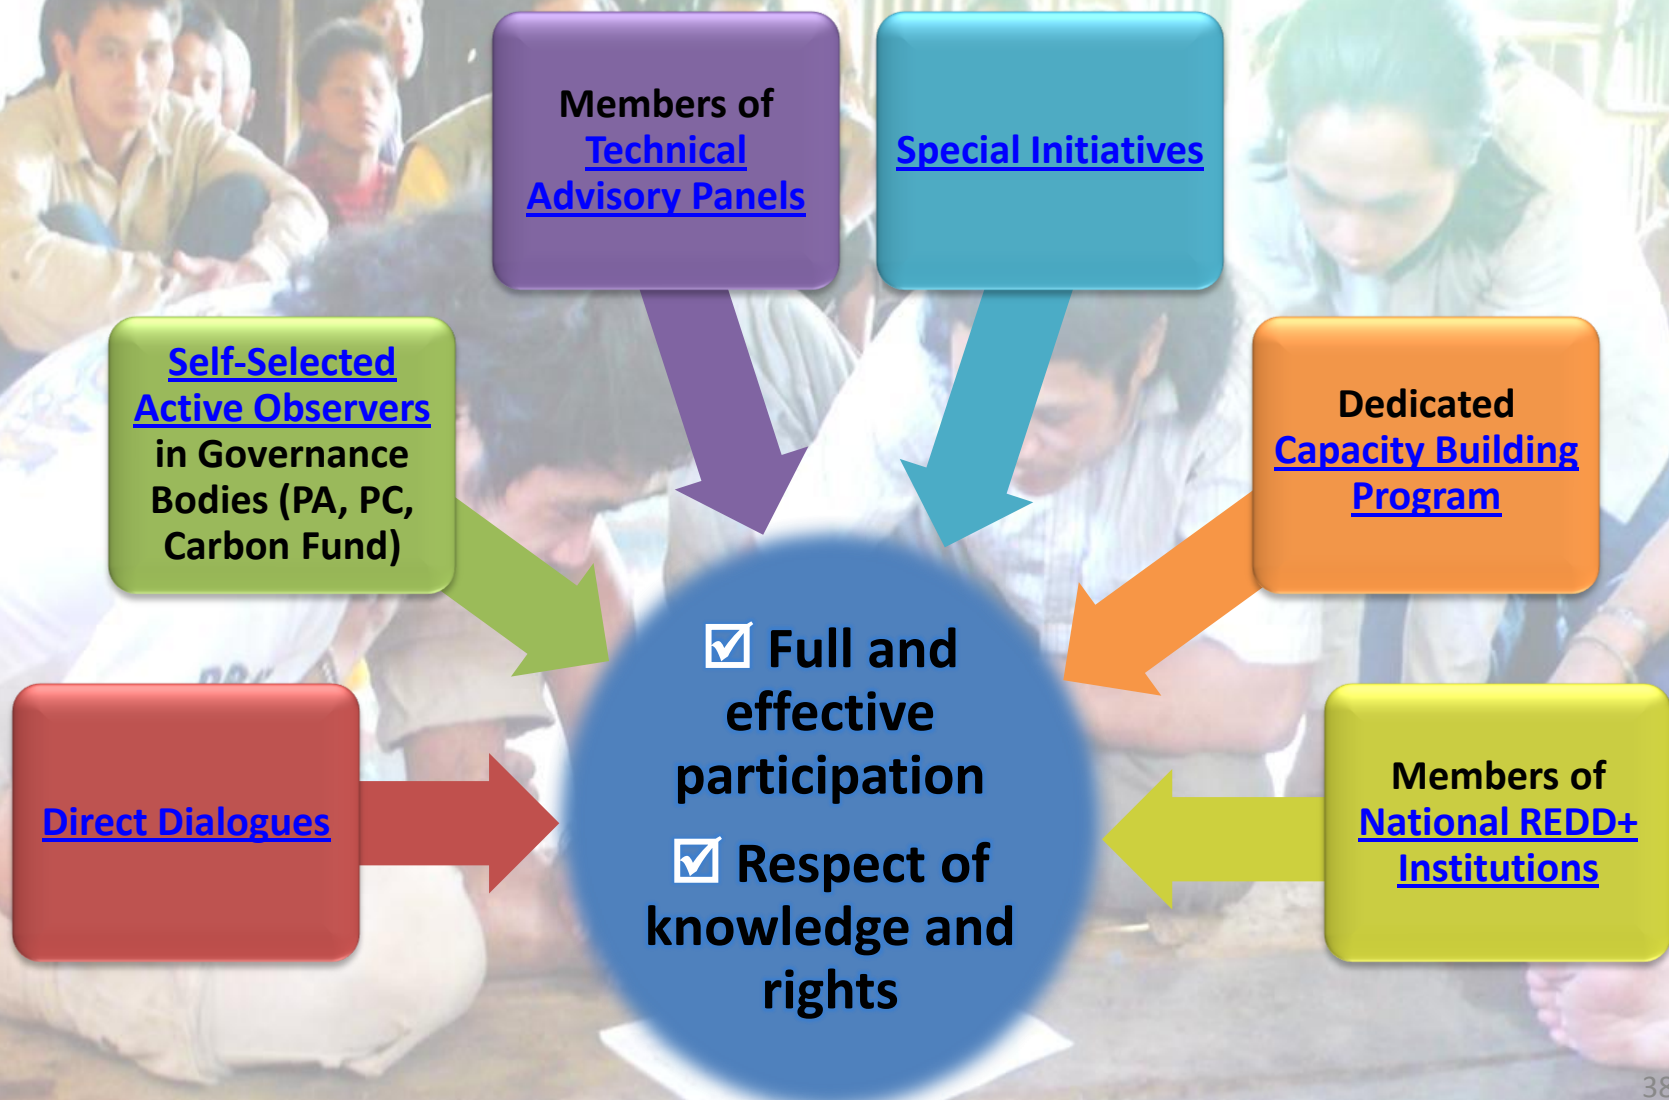 Members of
Technical
Advisory Panels
Special Initiatives
Self-Selected
Active Observers
in Governance
Bodies (PA, PC,
Carbon Fund)
Dedicated
Capacity Building
Program
Direct Dialogues
☑ Full and
effective
participation
☑ Respect of
knowledge and
rights
Members of
National REDD+
Institutions
38